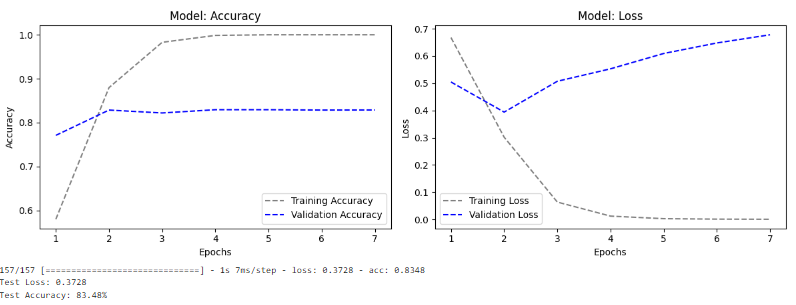 Model: Accuracy
1.0
0.9
0.8
0.7
0.6
Accuracy
1 2 3 4 5 6 7
Epochs
Training Accuracy
Validation Accuracy
Model: Loss
0.7
0.6
0.5
0.4
0.3
0.2
0.1
0.0
Loss
1 2 3 4 5 6 7
Epochs
Training Loss
Validation Loss
157/157 [==============================] - 1s 7ms/step - loss: 0.3728 - acc: 0.8348
Test Loss: 0.3728
Test Accuracy: 83.48%